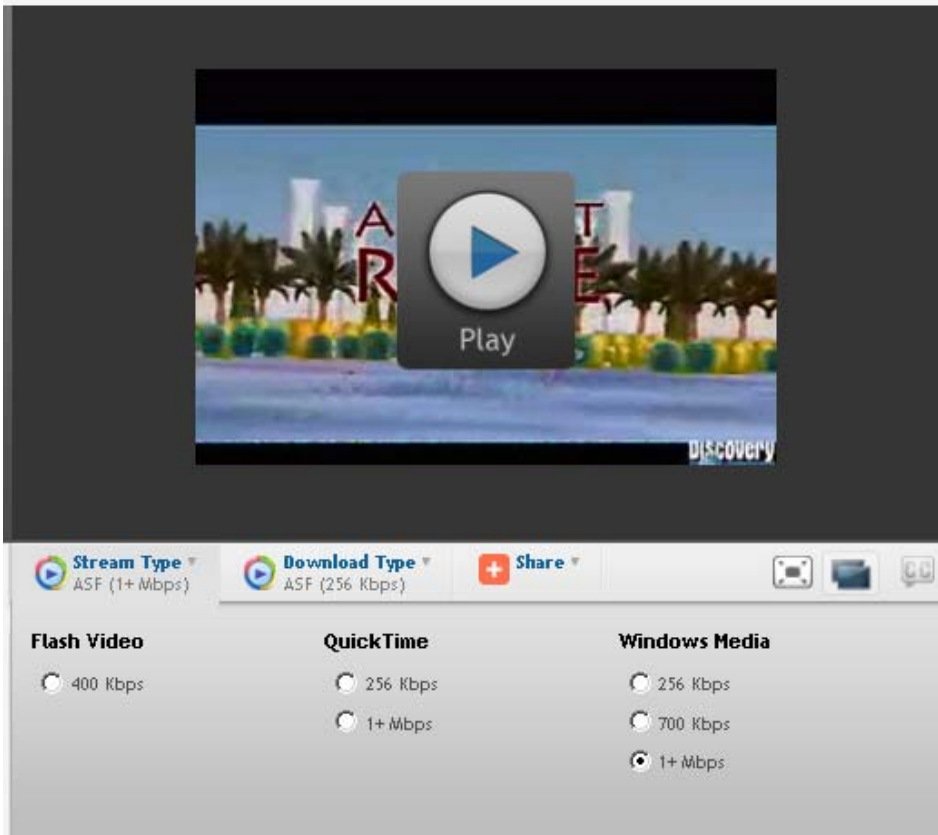 Play
Discovery
Stream Type
ASF (1+ Mbps)
Download Type
ASF (256 Kbps)
Share
CC
Flash Video
400 Kbps
QuickTime
256 Kbps
1+ Mbps
Windows Media
256 Kbps
700 Kbps
1+ Mbps